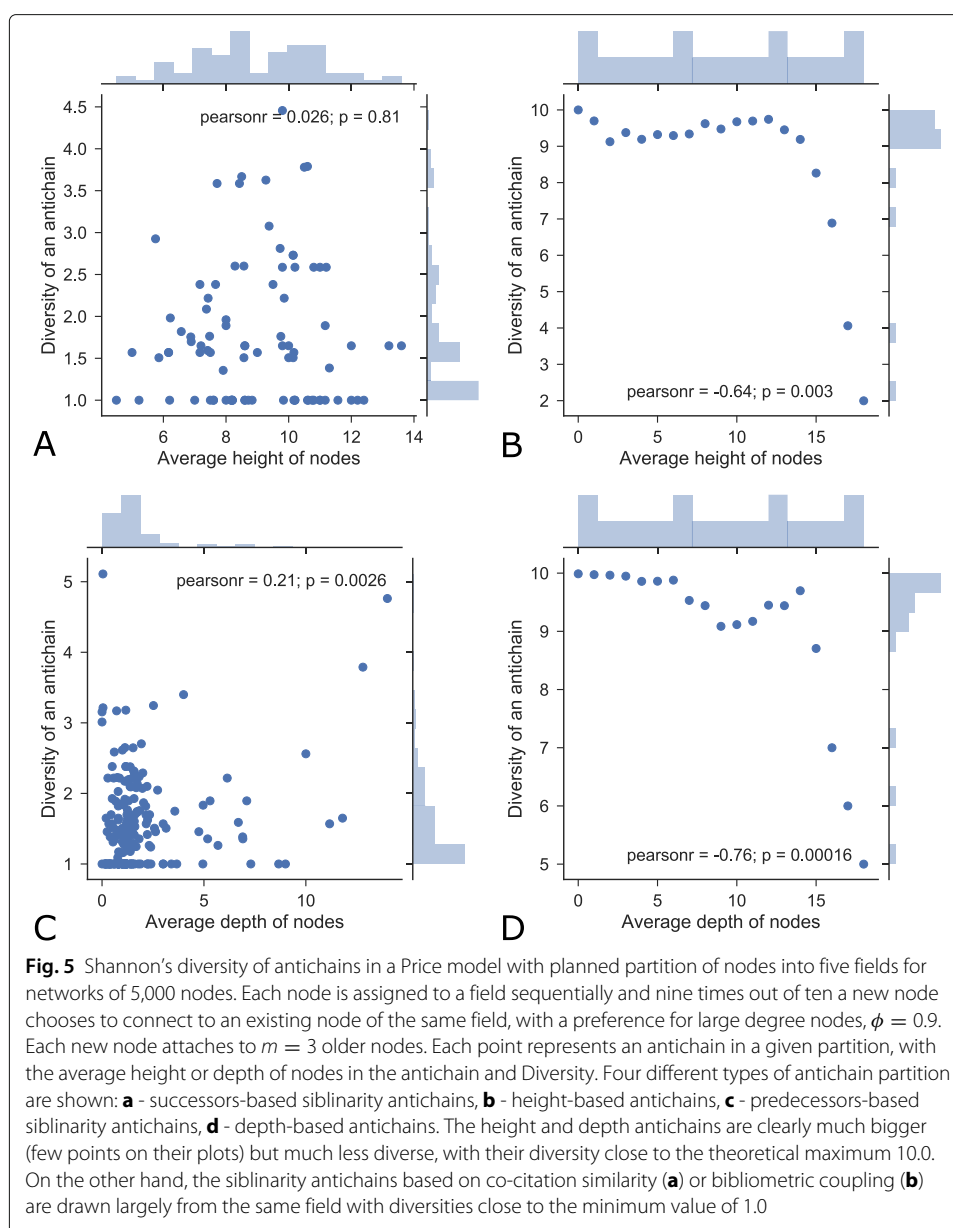 pearsonr = 0.026; p = 0.81
4.5
4.0
3.5
3.0
2.5
2.0
1.5
1.0
Diversity of an antichain
6 8 10 12 14
Average height of nodes
A
10
9
8
7
6
5
4
3
2
Diversity of an antichain
pearsonr = -0.64; p = 0.003
0 5 10 15
Average height of nodes
B
pearsonr = 0.21; p = 0.0026
5
4
3
2
1
Diversity of an antichain
0 5 10
Average depth of nodes
C
10
9
8
7
6
5
Diversity of an antichain
pearsonr = -0.76; p = 0.00016
0 5 10 15
Average depth of nodes
D
Fig. 5 Shannon's diversity of antichains in a Price model with planned partition of nodes into five fields for
networks of 5,000 nodes. Each node is assigned to a field sequentially and nine times out of ten a new node
chooses to connect to an existing node of the same field, with a preference for large degree nodes, ϕ = 0.9.
Each new node attaches to m = 3 older nodes. Each point represents an antichain in a given partition, with
the average height or depth of nodes in the antichain and Diversity. Four different types of antichain partition
are shown: a - successors-based siblinarity antichains, b - height-based antichains, c - predecessors-based
siblinarity antichains, d - depth-based antichains. The height and depth antichains are clearly much bigger
(few points on their plots) but much less diverse, with their diversity close to the theoretical maximum 10.0.
On the other hand, the siblinarity antichains based on co-citation similarity (a) or bibliometric coupling (b)
are drawn largely from the same field with diversities close to the minimum value of 1.0